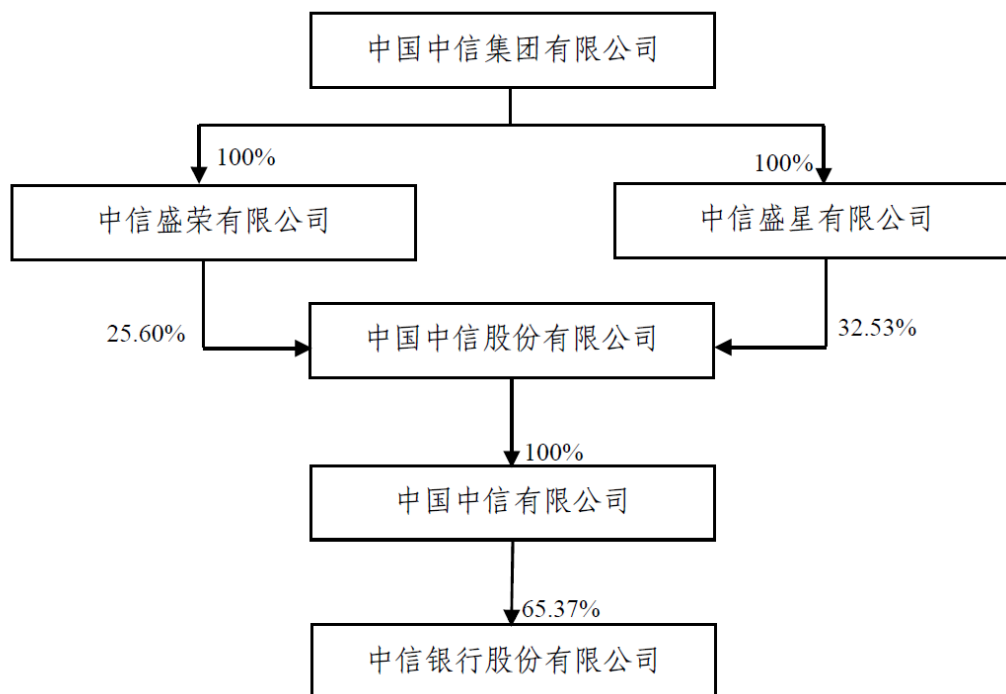 中国中信集团有限公司
100%
100%
中信盛荣有限公司
中信盛星有限公司
25.60%
中国中信股份有限公司
32.53%
100%
中国中信有限公司
65.37%
中信银行股份有限公司